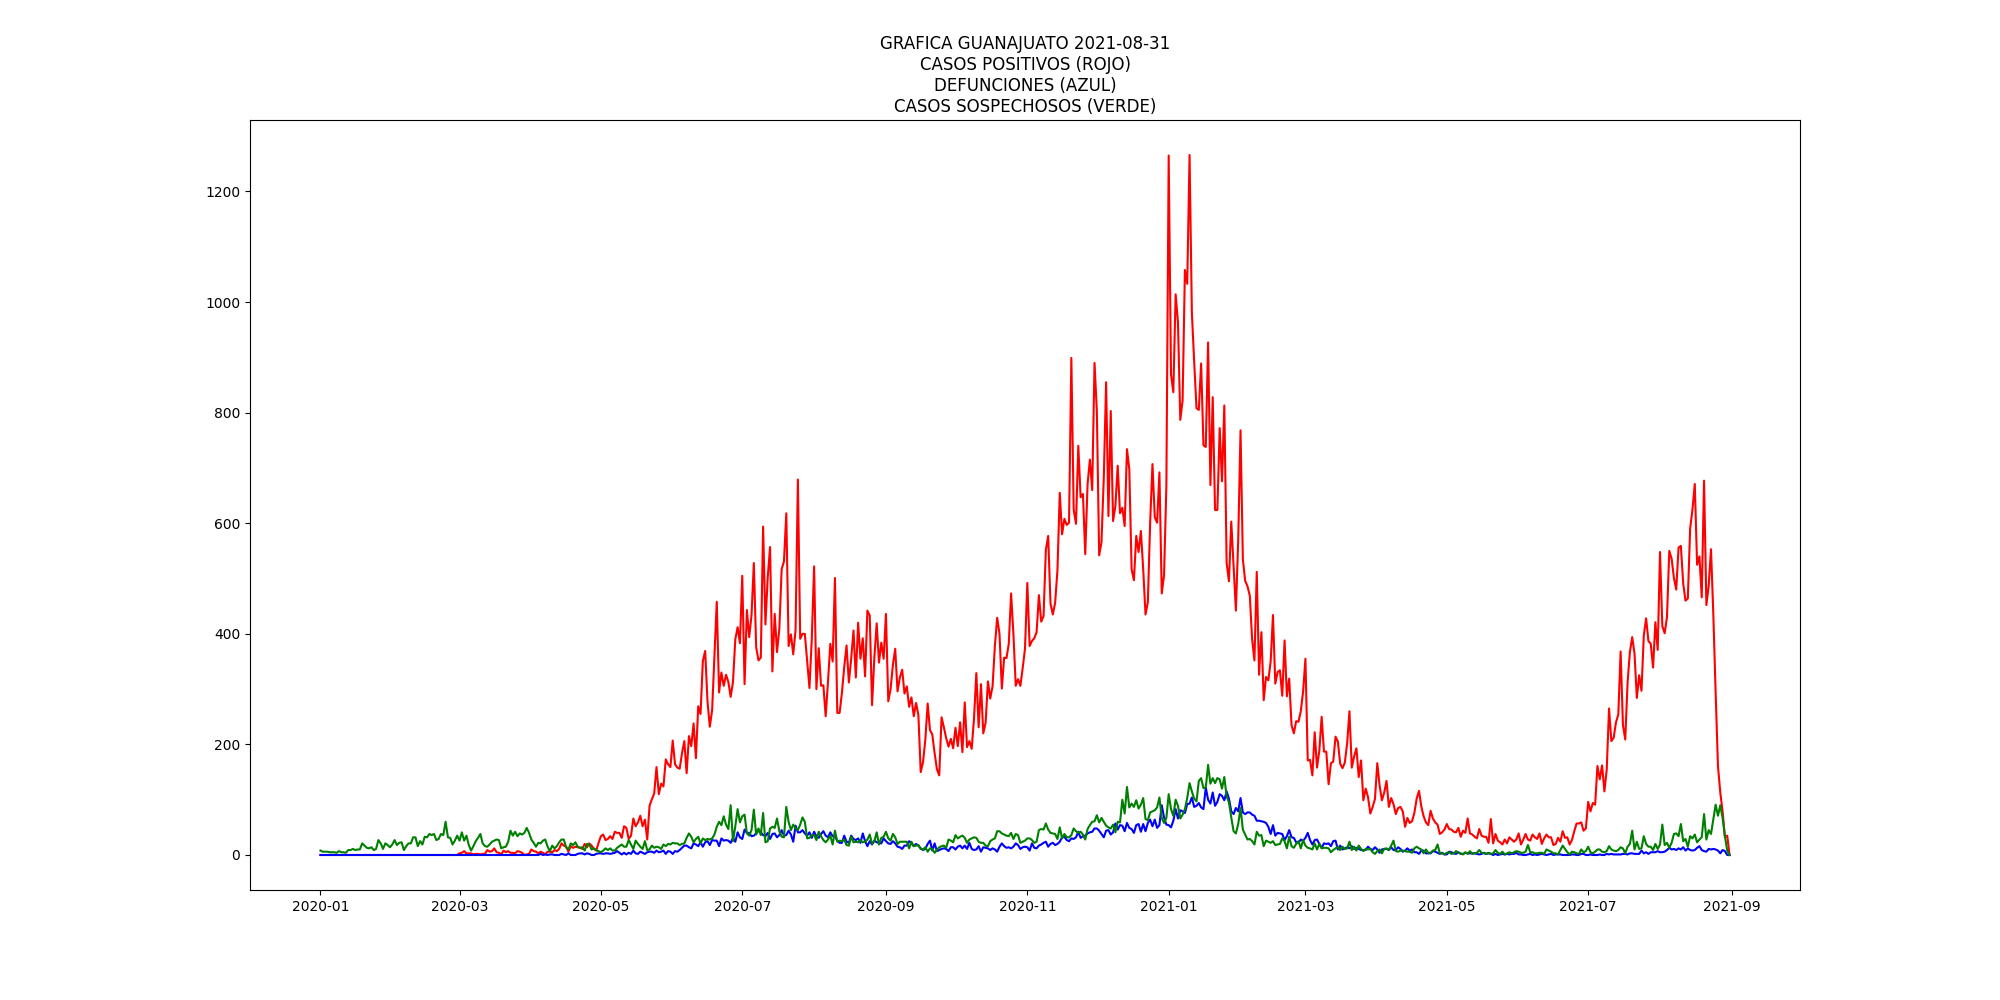 GRAFICA GUANAJUATO 2021-08-31
CASOS POSITIVOS (ROJO)
DEFUNCIONES (AZUL)
CASOS SOSPECHOSOS (VERDE)
1200
1000
800
600
400
200
0
2020-01 2020-03 2020-05 2020-07 2020-09 2020-11 2021-01 2021-03 2021-05 2021-07 2021-09